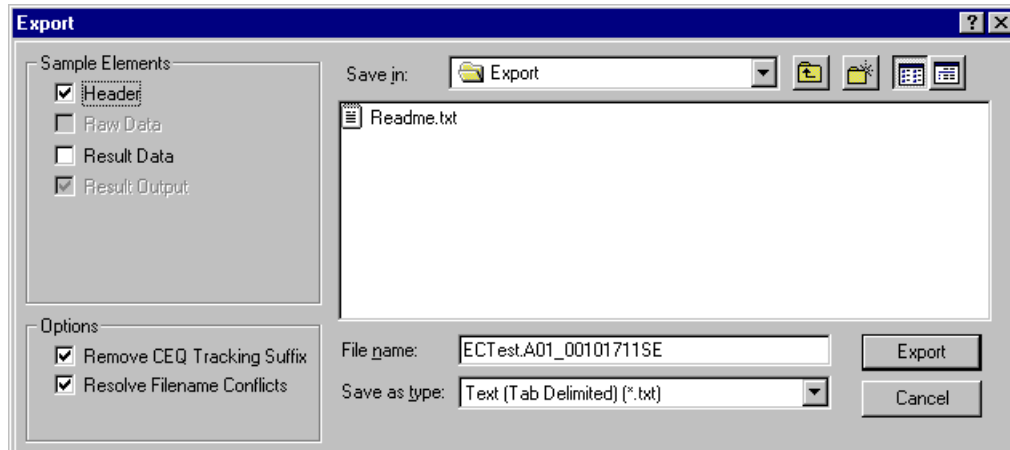 Export
Sample Elements
Header
Raw Data
Result Data
Result Output
Options
Remove CEQ Tracking Suffix
Resolve Filename Conflicts
Save in: Export
Readme.txt
File name: ECTest.A01_00101711SE
Export
Save as type: Text (Tab Delimited) (*.txt)
Cancel